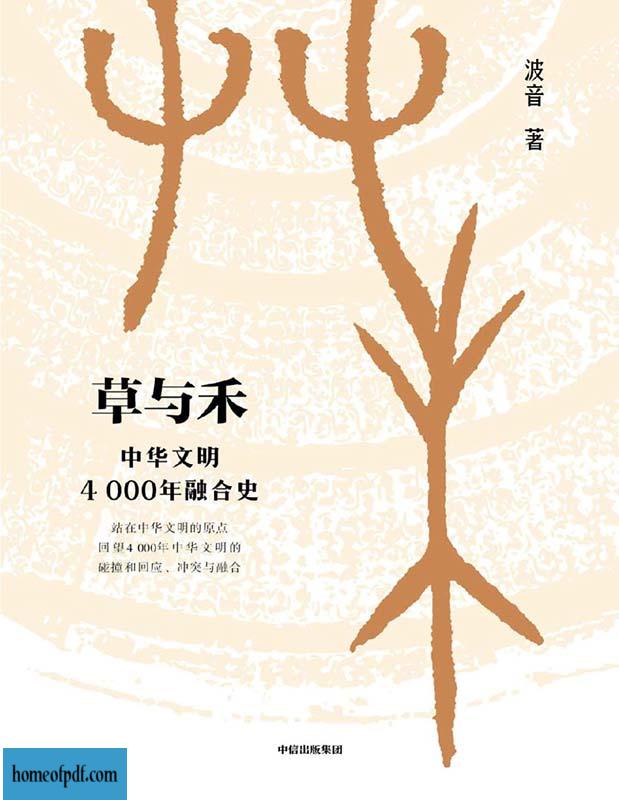 波音 著
草与禾
中华文明
4 000年融合史
站在中华文明的原点
回望4 000年中华文明的
碰撞和回应、冲突与融合
中信出版集团
homeofpdf.com